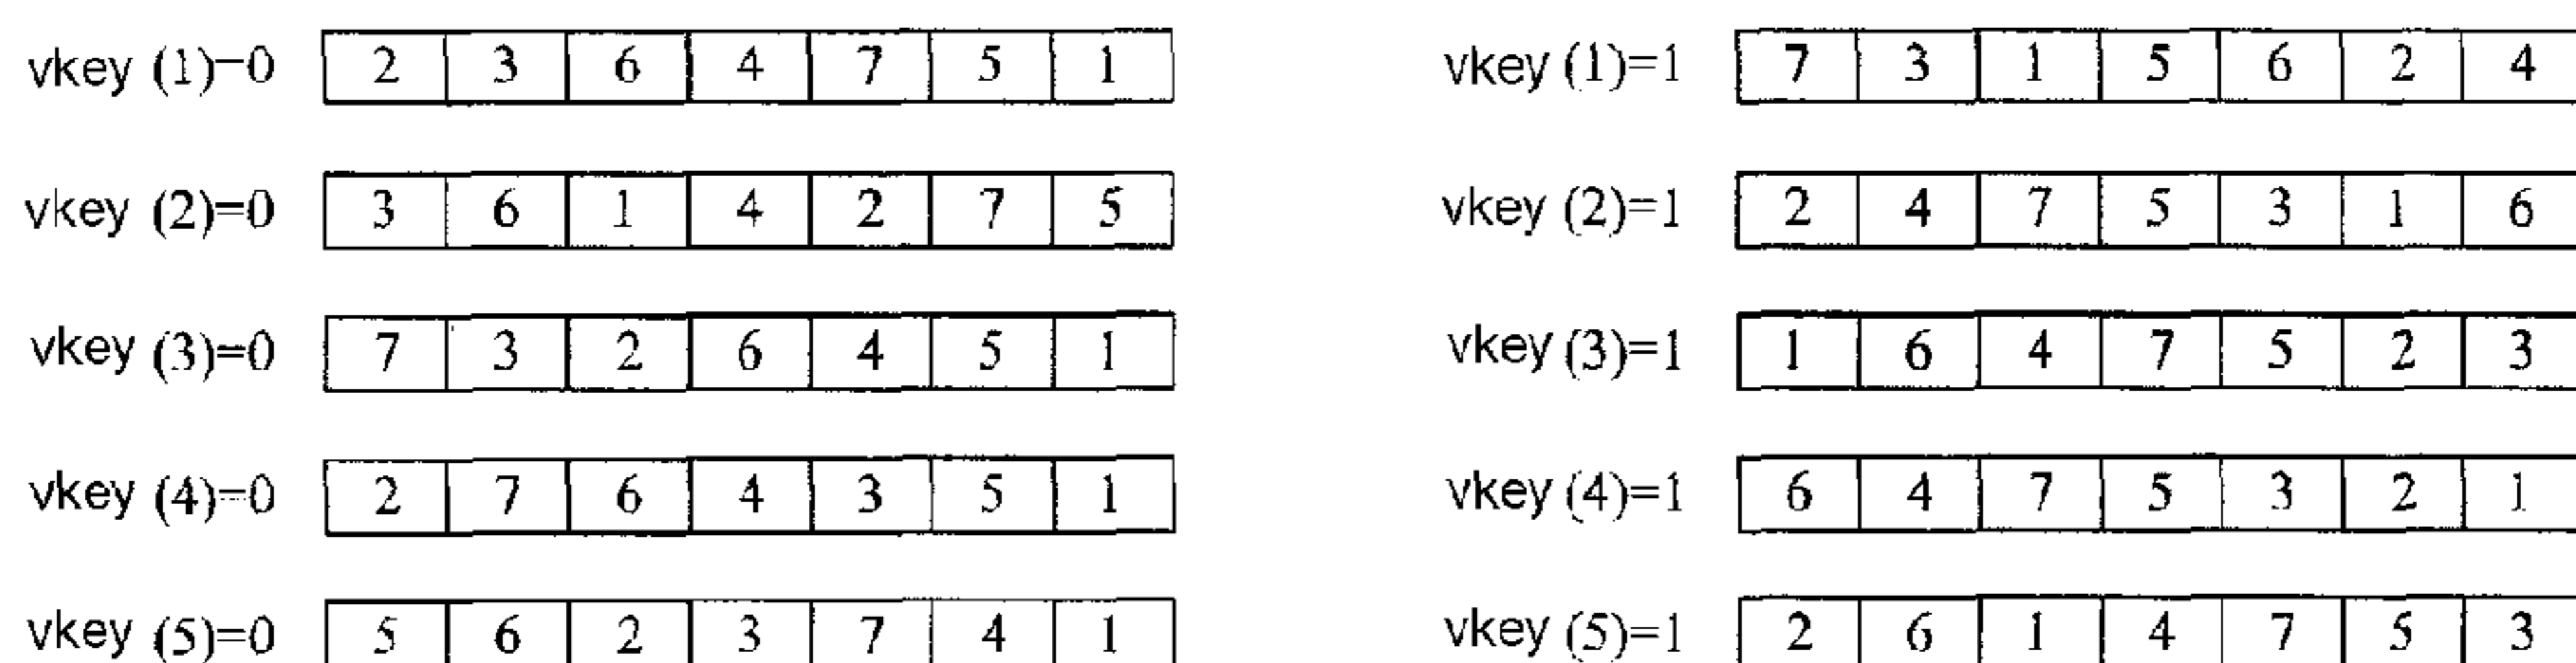 vkey (1)=0 2 3 6 4 7 5 1 vkey (1)=1 7 3 1 5 6 2 4
vkey (2)=0 3 6 1 4 2 7 5 vkey (2)=1 2 4 7 5 3 1 6
vkey (3)=0 7 3 2 6 4 5 1 vkey (3)=1 1 6 4 7 5 2 3
vkey (4)=0 2 7 6 4 3 5 1 vkey (4)=1 6 4 7 5 3 2 1
vkey (5)=0 5 6 2 3 7 4 1 vkey (5)=1 2 6 1 4 7 5 3